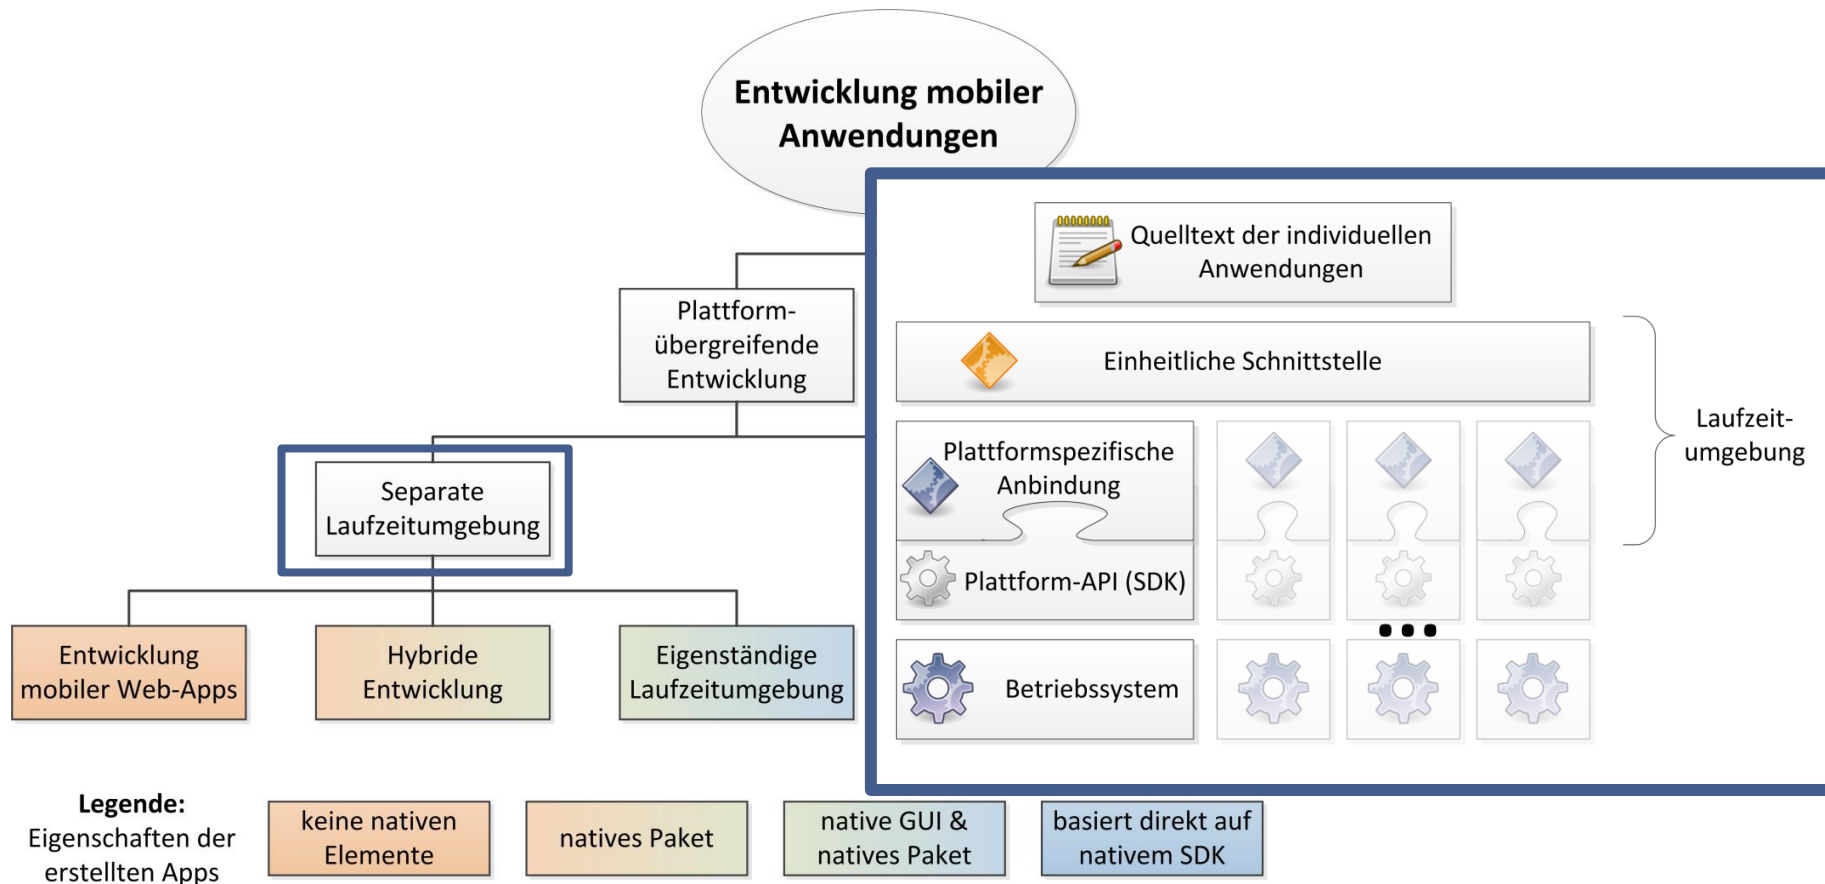 Entwicklung mobiler
Anwendungen
Quelltext der individuellen
Anwendungen
Plattform-
übergreifende
Entwicklung
Einheitliche Schnittstelle
Laufzeit-
umgebung
Plattformspezifische
Anbindung
Separate
Laufzeitumgebung
Plattform-API (SDK)
Entwicklung
mobiler Web-Apps
Hybride
Entwicklung
Eigenständige
Laufzeitumgebung
...
Betriebssystem
Legende:
Eigenschaften der
erstellten Apps
keine nativen
Elemente
natives Paket
native GUI &
natives Paket
basiert direkt auf
nativem SDK